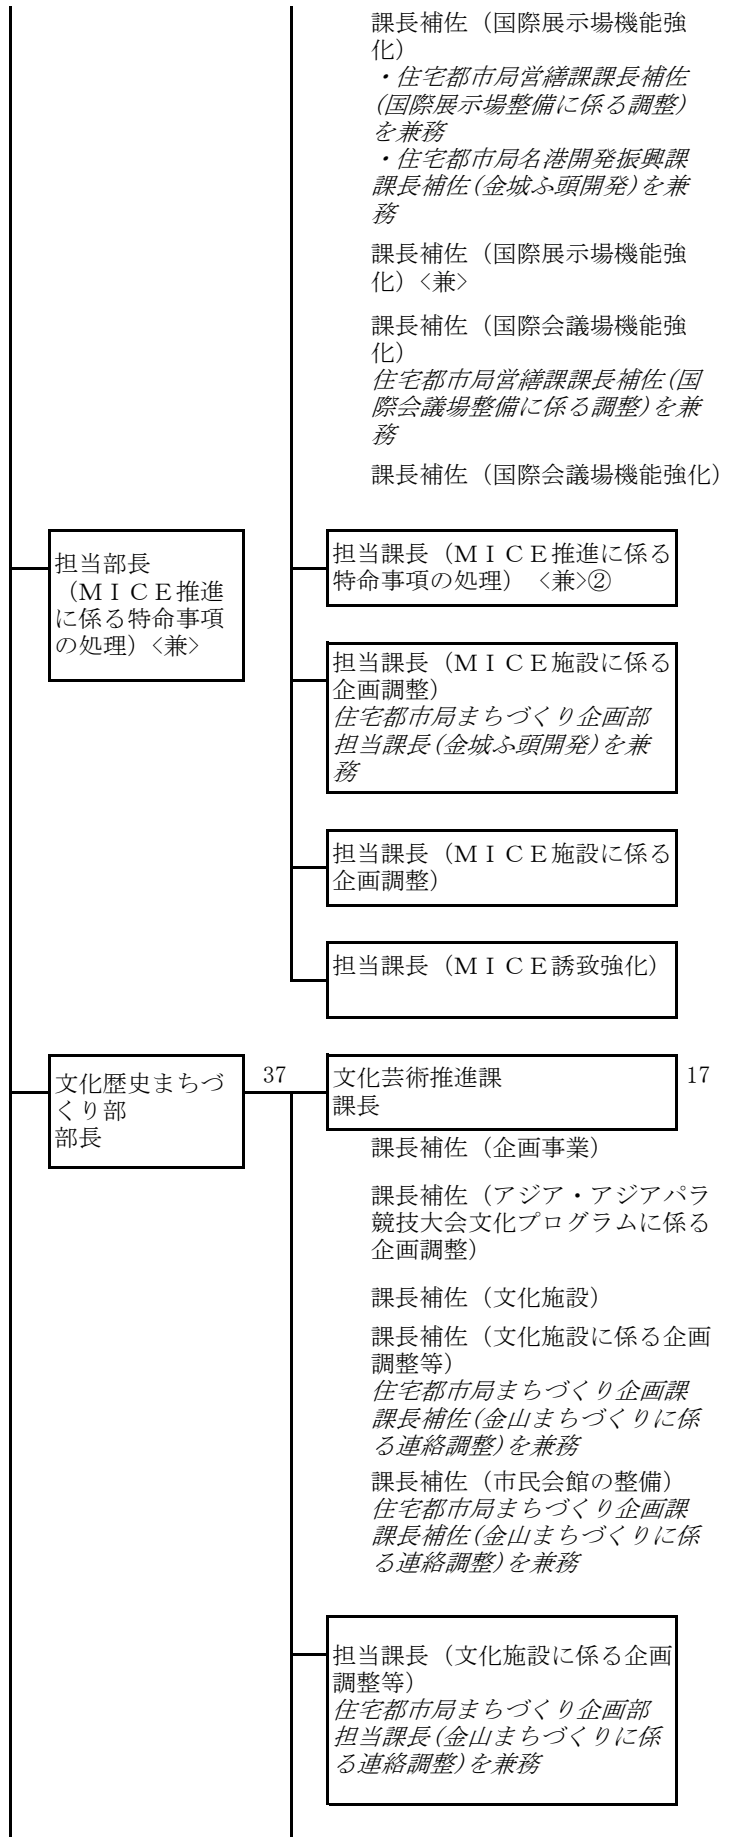 課長補佐（国際展示場機能強
化）
・住宅都市局営繕課課長補佐
(国際展示場整備に係る調整)
を兼務
・住宅都市局名港開発振興課
課長補佐(金城ふ頭開発)を兼
務
課長補佐（国際展示場機能強
化）<兼>
課長補佐（国際会議場機能強
化）
住宅都市局営繕課課長補佐(国
際会議場整備に係る調整)を兼
務
課長補佐（国際会議場機能強化）
担当部長
（ＭＩＣＥ推進
に係る特命事項
の処理）<兼>
担当課長（ＭＩＣＥ推進に係る
特命事項の処理） <兼>②
担当課長（ＭＩＣＥ施設に係る
企画調整）
住宅都市局まちづくり企画部
担当課長(金城ふ頭開発)を兼
務
担当課長（ＭＩＣＥ施設に係る
企画調整）
担当課長（ＭＩＣＥ誘致強化）
文化歴史まちづ
くり部
部長
37
文化芸術推進課
課長
17
課長補佐（企画事業）
課長補佐（アジア・アジアパラ
競技大会文化プログラムに係る
企画調整）
課長補佐（文化施設）
課長補佐（文化施設に係る企画
調整等）
住宅都市局まちづくり企画課
課長補佐(金山まちづくりに係
る連絡調整)を兼務
課長補佐（市民会館の整備）
住宅都市局まちづくり企画課
課長補佐(金山まちづくりに係
る連絡調整)を兼務
担当課長（文化施設に係る企画
調整等）
住宅都市局まちづくり企画部
担当課長(金山まちづくりに係
る連絡調整)を兼務